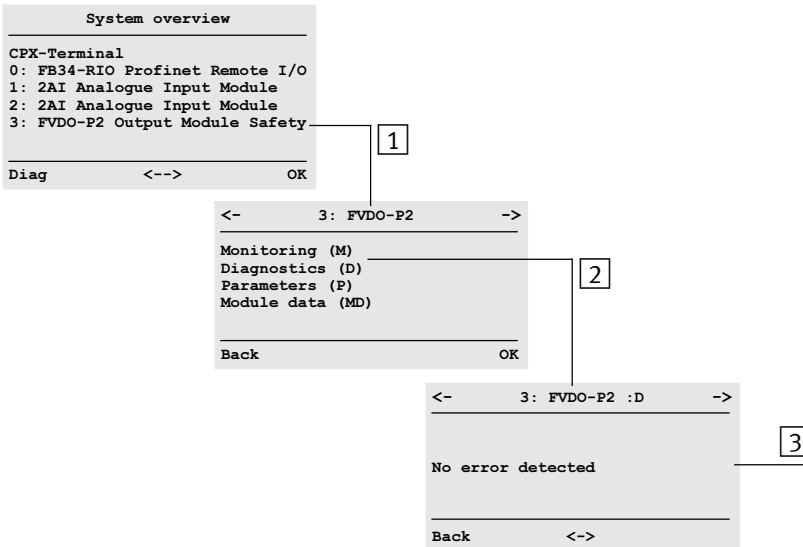 System overview
CPX-Terminal
0: FB34-RIO Profinet Remote I/O
1: 2AI Analogue Input Module
2: 2AI Analogue Input Module
3: FVDO-P2 Output Module Safety
1
Diag <--> OK
<- 3: FVDO-P2 ->
Monitoring (M)
Diagnostics (D)
Parameters (P)
Module data (MD)
2
Back OK
<- 3: FVDO-P2 :D ->
3
No error detected
Back <->